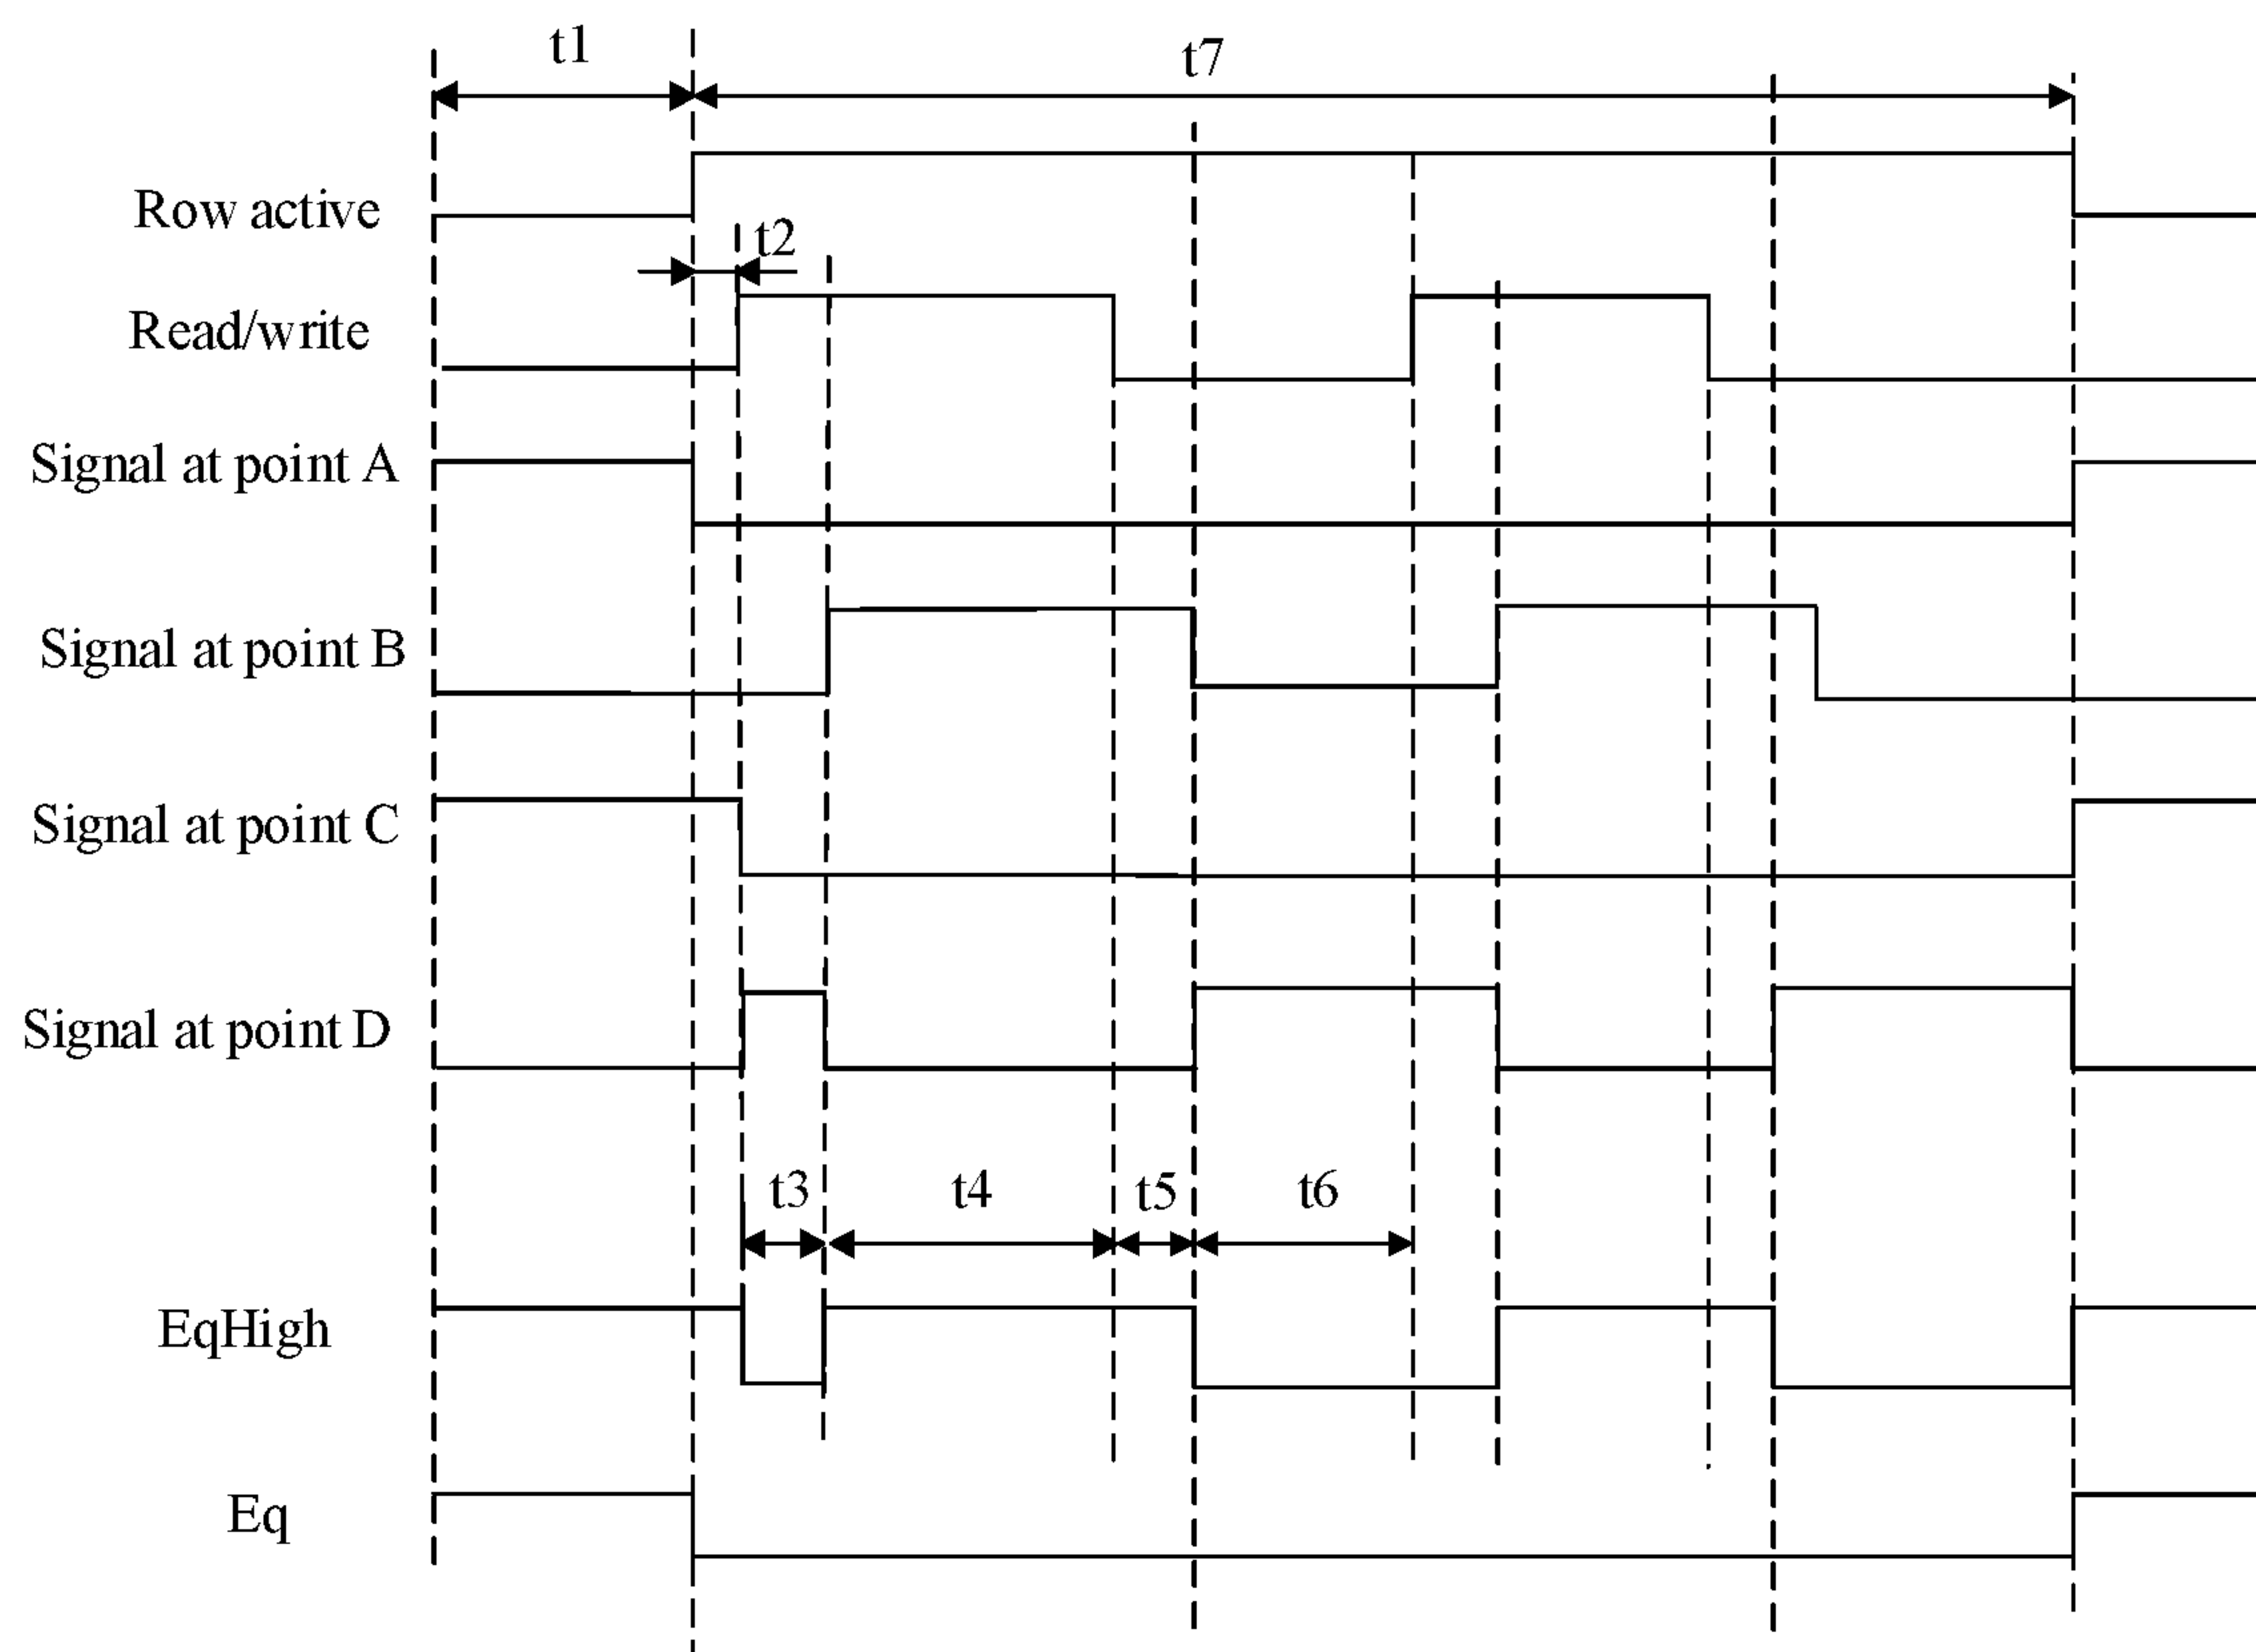 t1
t7
Row active
t2
Read/write
Signal at point A
Signal at point B
Signal at point C
Signal at point D
t3 t4 t5 t6
EqHigh
Eq